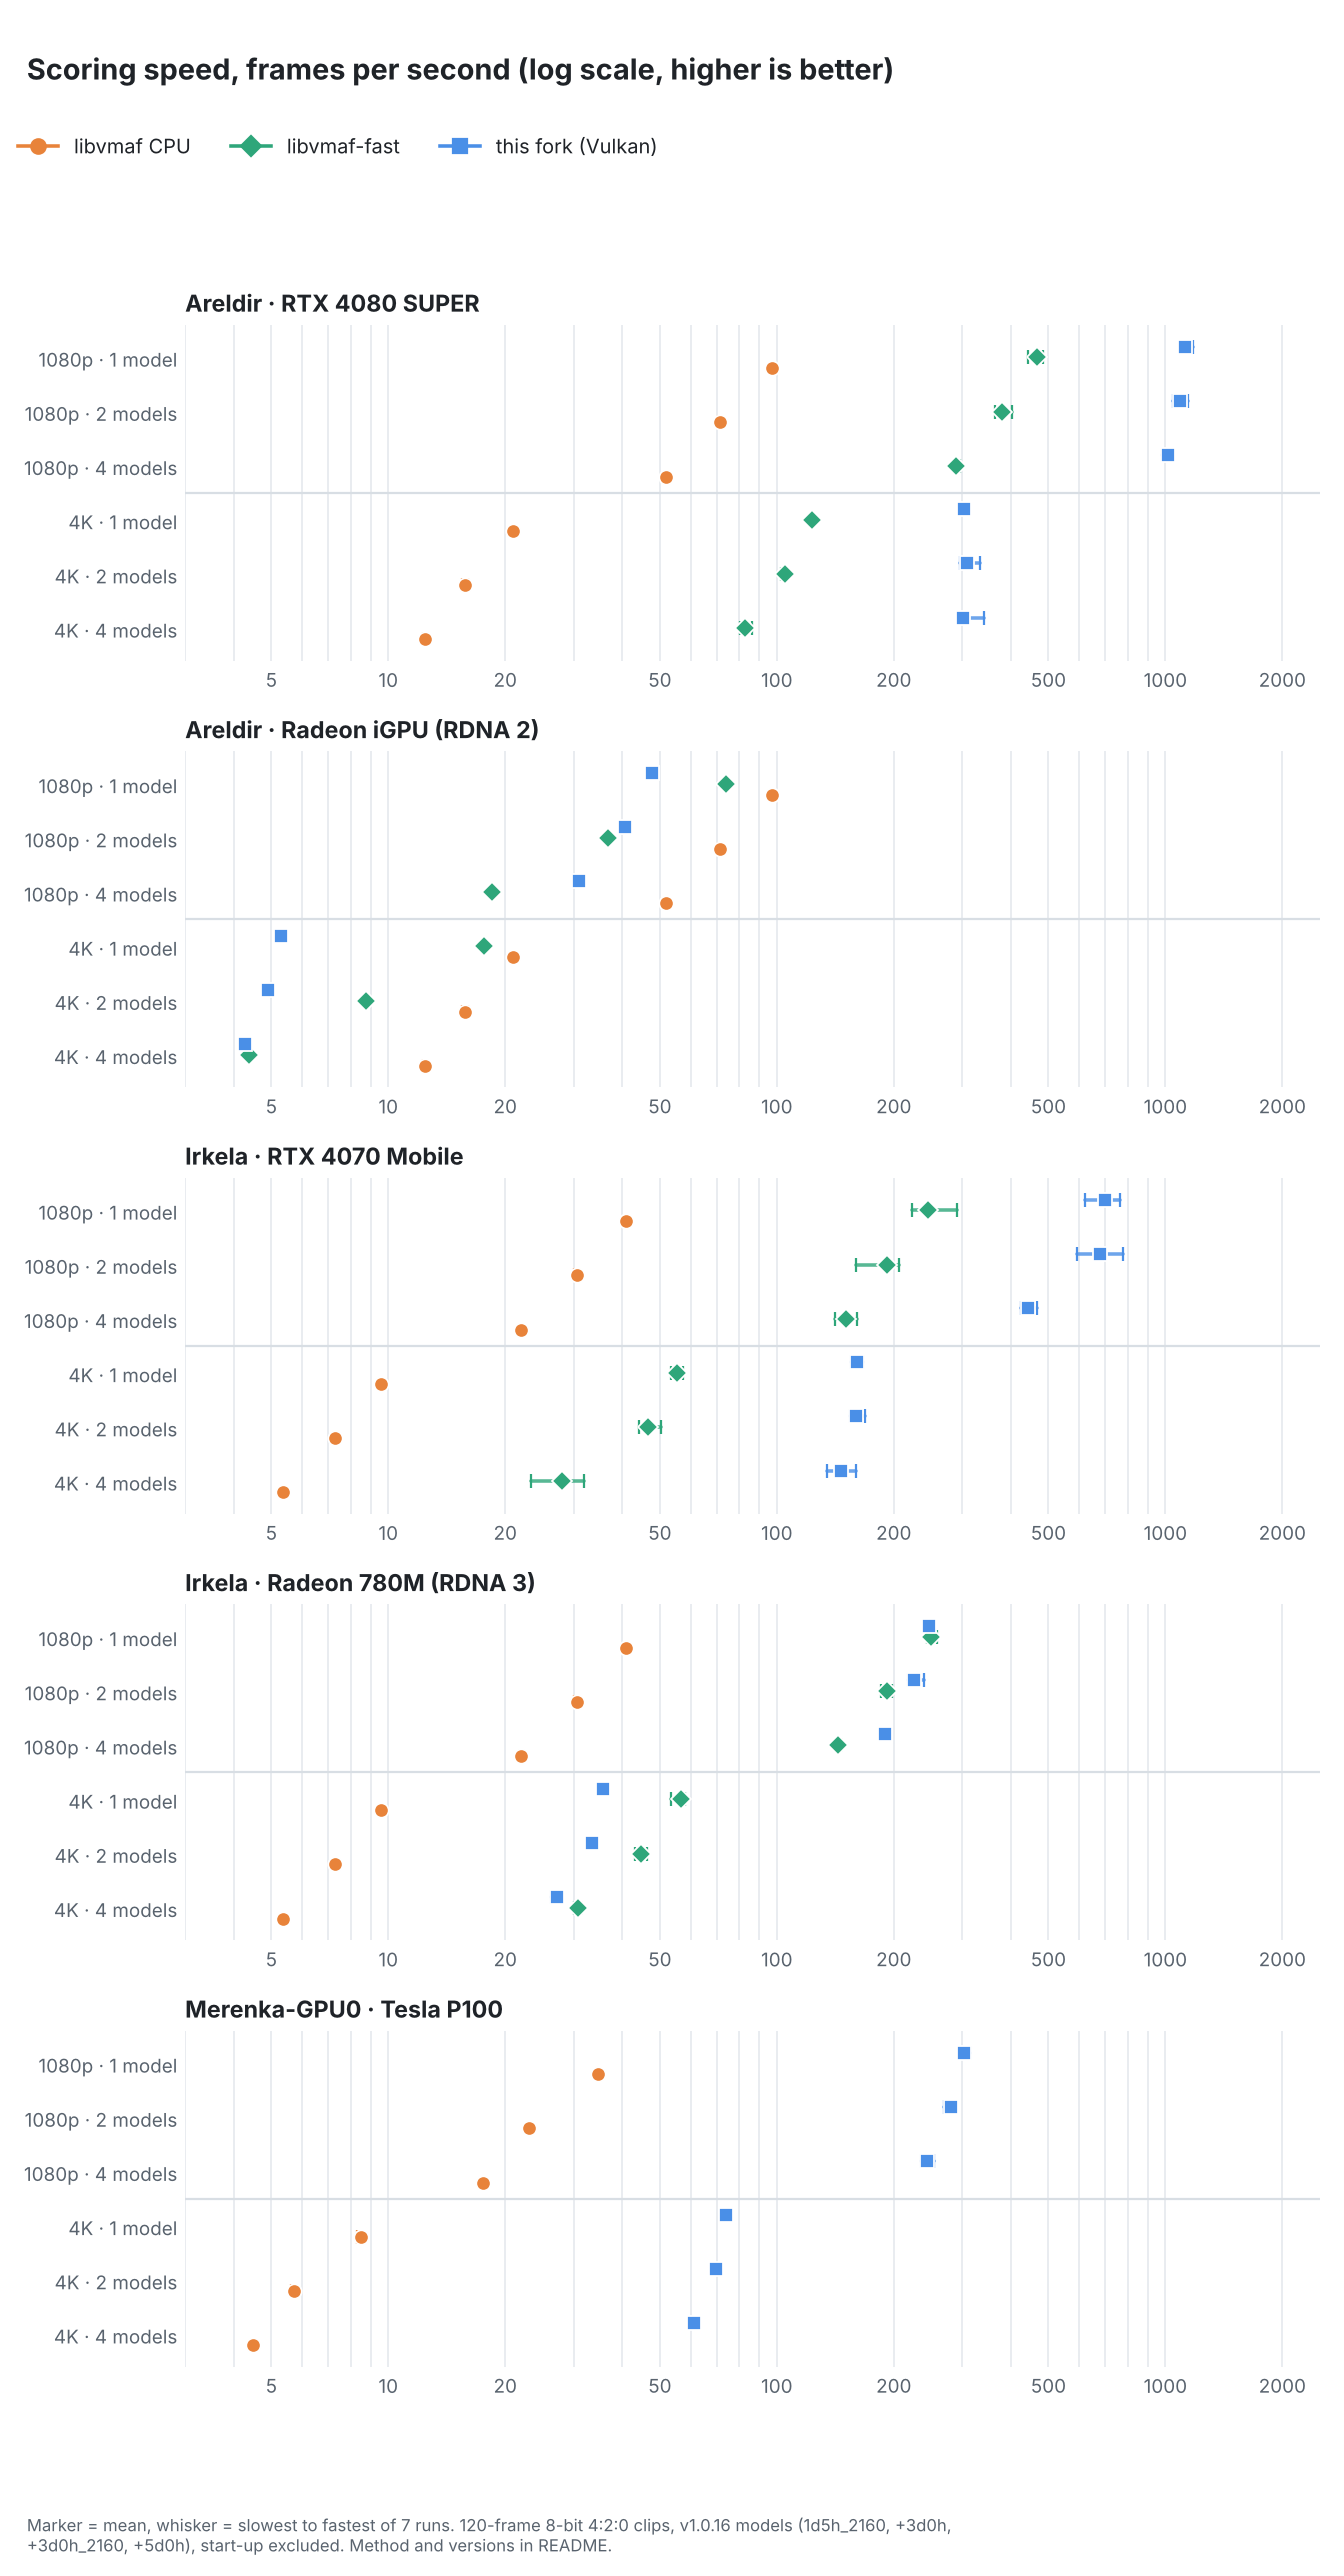 Scoring speed, frames per second (log scale, higher is better)
libvmaf CPU libvmaf-fast this fork (Vulkan)
Areldir · RTX 4080 SUPER
1080p · 1 model
1080p · 2 models
1080p · 4 models
4K · 1 model
4K · 2 models
4K · 4 models
5 10 20 50 100 200 500 1000 2000
Areldir · Radeon iGPU (RDNA 2)
1080p · 1 model
1080p · 2 models
1080p · 4 models
4K · 1 model
4K · 2 models
4K · 4 models
5 10 20 50 100 200 500 1000 2000
Irkela · RTX 4070 Mobile
1080p · 1 model
1080p · 2 models
1080p · 4 models
4K · 1 model
4K · 2 models
4K · 4 models
5 10 20 50 100 200 500 1000 2000
Irkela · Radeon 780M (RDNA 3)
1080p · 1 model
1080p · 2 models
1080p · 4 models
4K · 1 model
4K · 2 models
4K · 4 models
5 10 20 50 100 200 500 1000 2000
Merenka-GPU0 · Tesla P100
1080p · 1 model
1080p · 2 models
1080p · 4 models
4K · 1 model
4K · 2 models
4K · 4 models
5 10 20 50 100 200 500 1000 2000
Marker = mean, whisker = slowest to fastest of 7 runs. 120-frame 8-bit 4:2:0 clips, v1.0.16 models (1d5h_2160, +3d0h,
+3d0h_2160, +5d0h), start-up excluded. Method and versions in README.